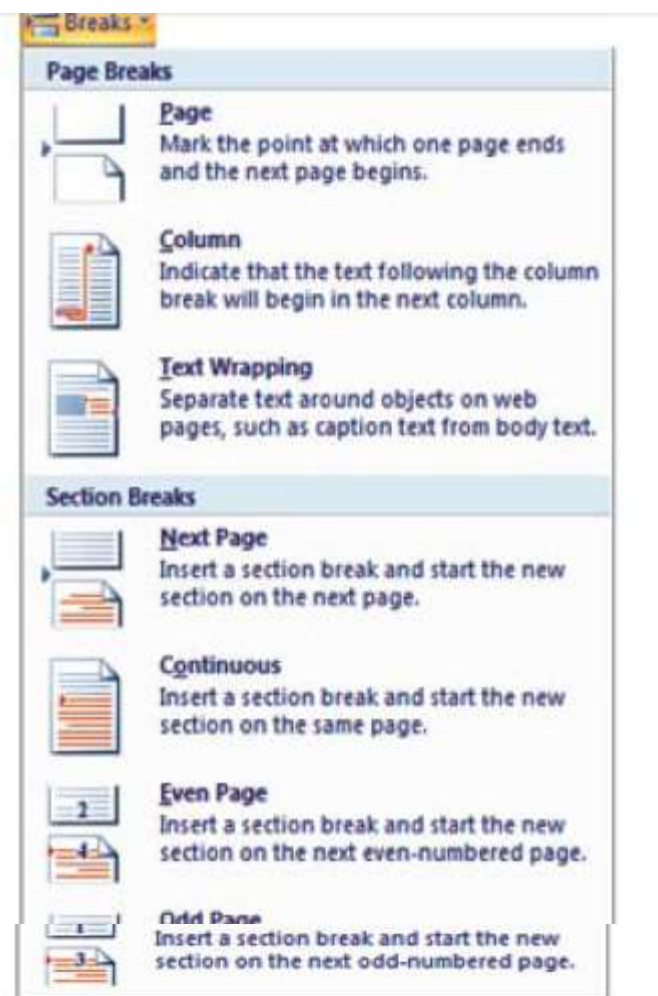 Breaks
Page Breaks
Page
Mark the point at which one page ends
and the next page begins.
Column
Indicate that the text following the column
break will begin in the next column.
Text Wrapping
Separate text around objects on web
pages, such as caption text from body text.
Section Breaks
Next Page
Insert a section break and start the new
section on the next page.
Continuous
Insert a section break and start the new
section on the same page.
2
Even Page
Insert a section break and start the new
4
section on the next even-numbered page.
1
Odd Page
Insert a section break and start the new
3
section on the next odd-numbered page.